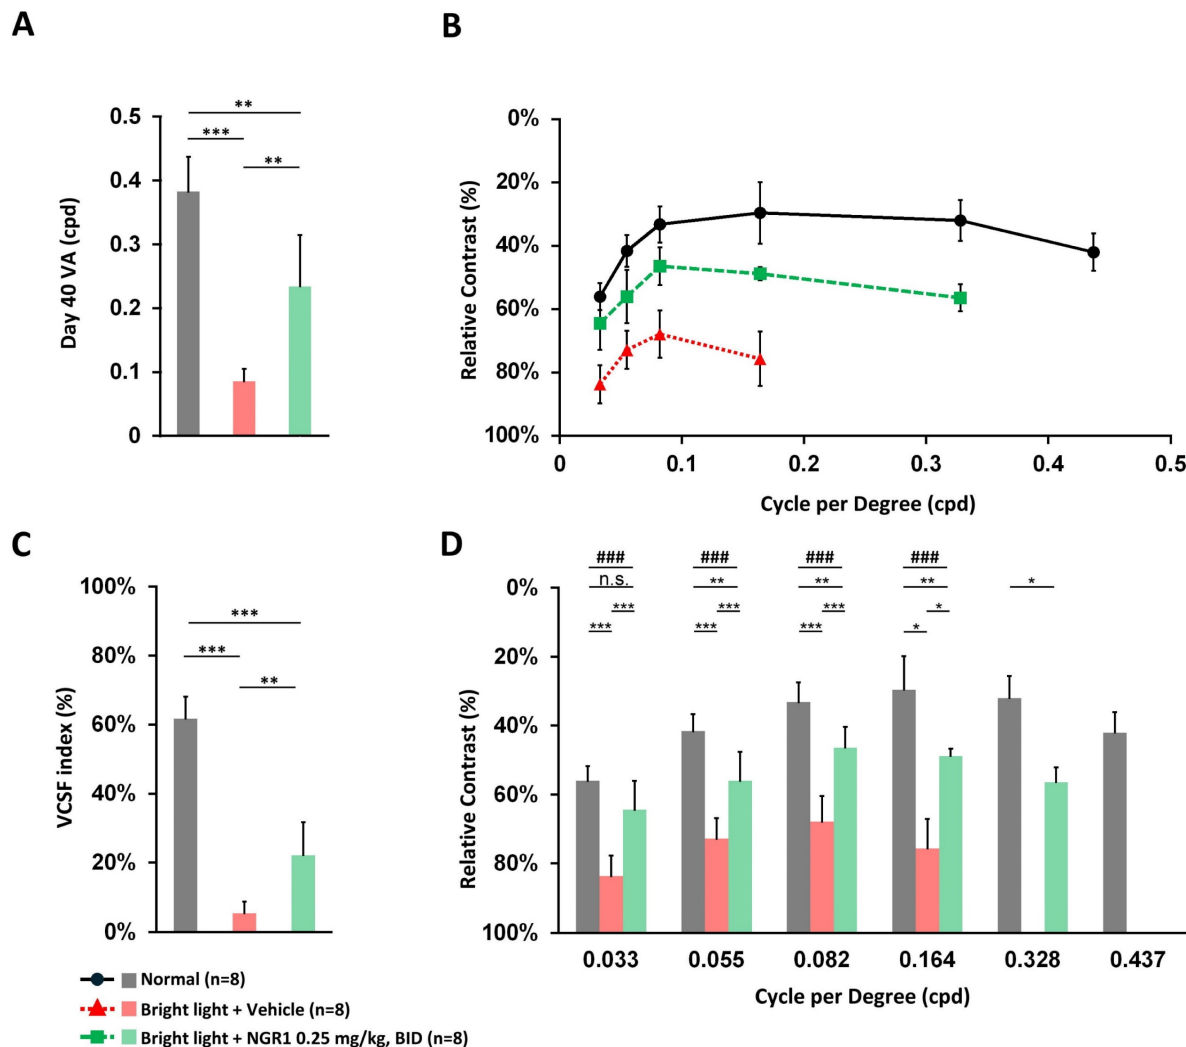 A
0.5
0.4
0.3
0.2
0.1
0
Day 40 VA (cpd)
**
***
**
B
0%
20%
40%
60%
80%
100%
Relative Contrast (%)
0
0.1
0.2
0.3
0.4
0.5
Cycle per Degree (cpd)
C
100%
80%
60%
40%
20%
0%
VCSF index (%)
***
***
**
D
### ### ### ###
n.s. ** ** ** *
*** *** *** *
*** *** *** *
0%
20%
40%
60%
80%
100%
Relative Contrast (%)
0.033 0.055 0.082 0.164 0.328 0.437
Cycle per Degree (cpd)
Normal (n=8)
Bright light + Vehicle (n=8)
Bright light + NGR1 0.25 mg/kg, BID (n=8)